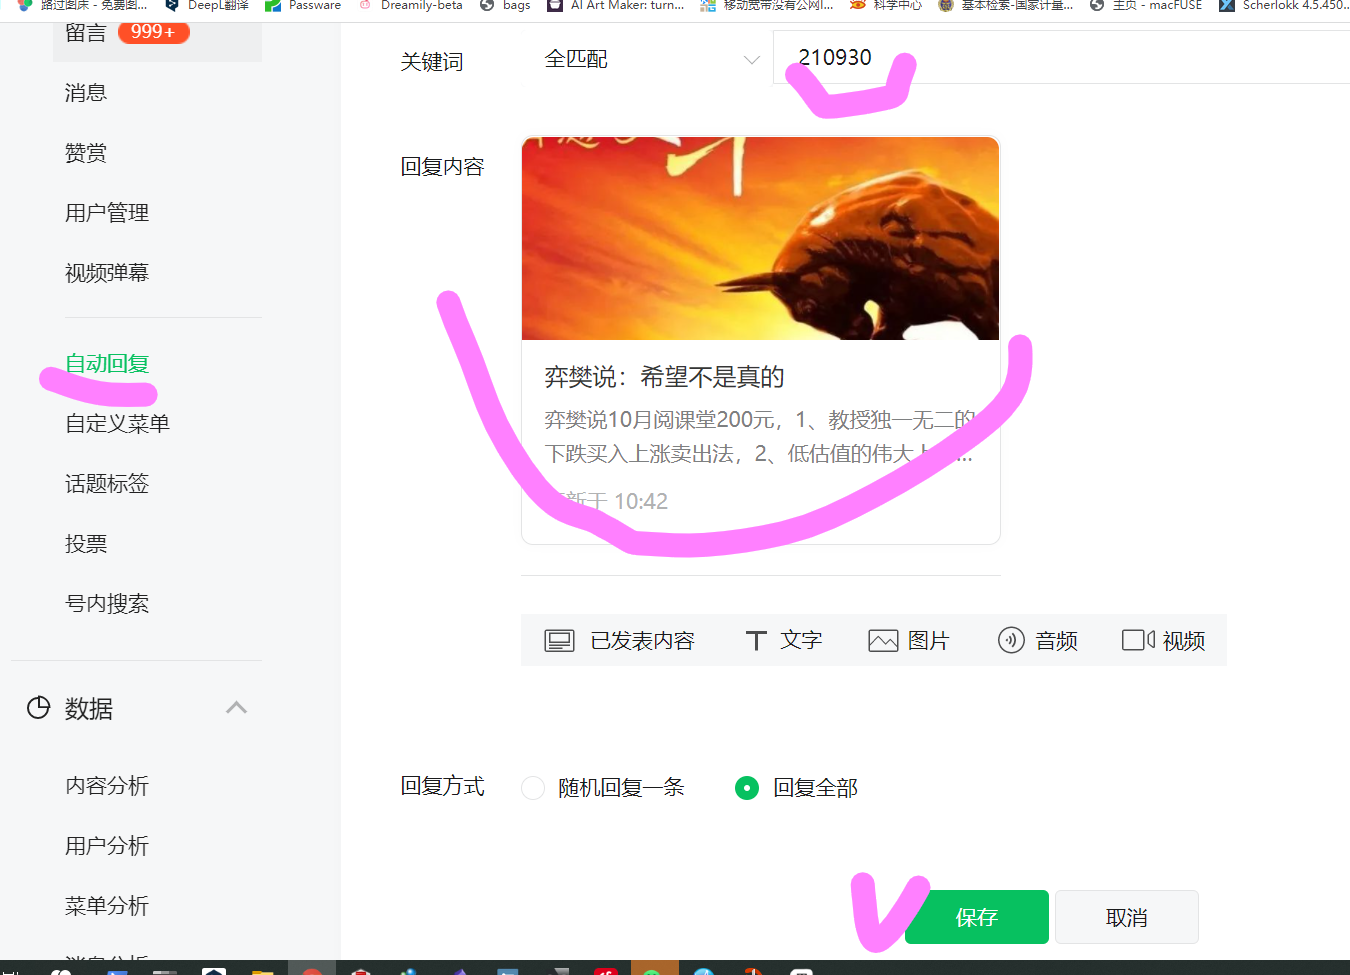 路过图床 - 免费图... DeepL翻译 Passware Dreamily-beta bags AI Art Maker: turn... 移动宽带没有公网I... 科学中心 基本检索-国家计量... 主页 - macFUSE Scherlokk 4.5.450...
留言 999+
消息
赞赏
用户管理
视频弹幕
自动回复
自定义菜单
话题标签
投票
号内搜索
数据
内容分析
用户分析
菜单分析
消息分析
关键词 全匹配 210930
回复内容
弈樊说：希望不是真的
弈樊说10月阅课堂200元，1、教授独一无二的
下跌买入上涨卖出法，2、低估值的伟大上...
新于 10:42
已发表内容 文字 图片 音频 视频
回复方式 随机回复一条 回复全部
保存 取消